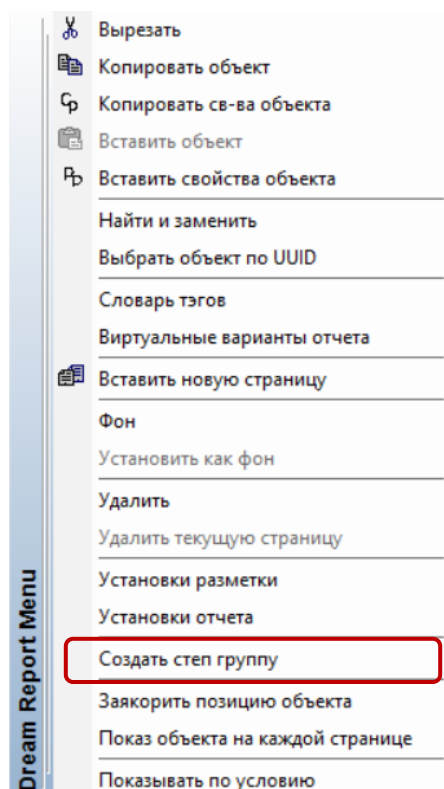 Вырезать
Копировать объект
Копировать св-ва объекта
Вставить объект
Вставить свойства объекта
Найти и заменить
Выбрать объект по UUID
Словарь тэгов
Виртуальные варианты отчета
Вставить новую страницу
Фон
Установить как фон
Удалить
Удалить текущую страницу
Установки разметки
Установки отчета
Создать степ группу
Заякорить позицию объекта
Показ объекта на каждой странице
Показывать по условию
Dream Report Menu